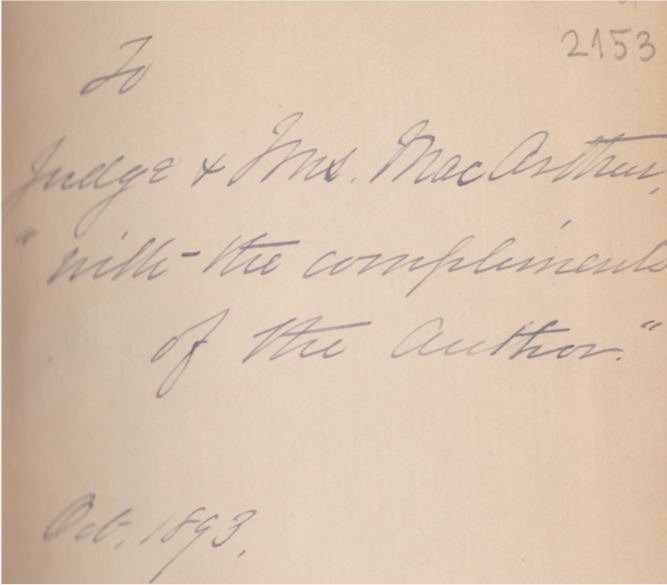 2153
To
Judge & Mrs. MacArthur,
"with the compliments
of the Author."
Oct. 1893.